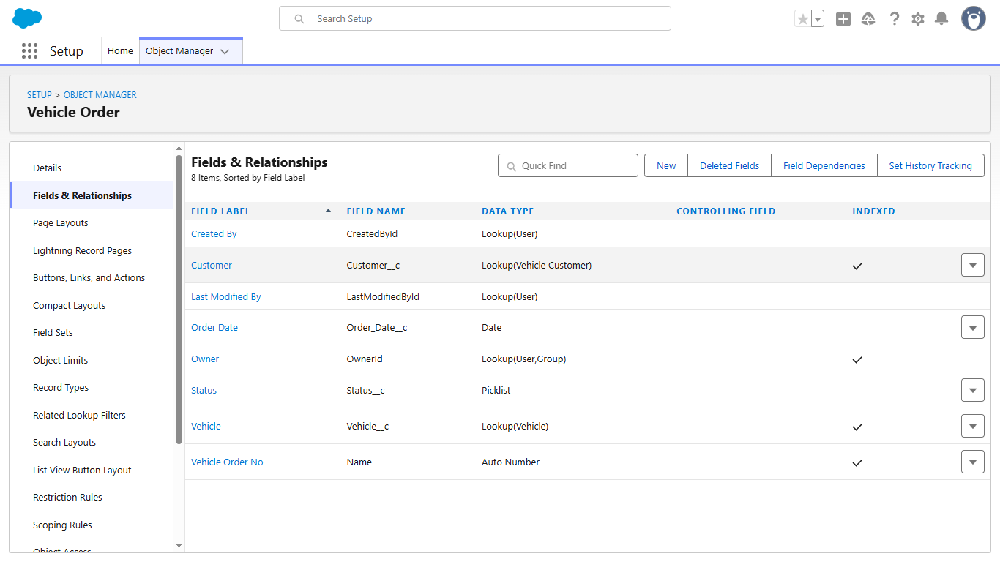 Search Setup
Setup
Home
Object Manager
SETUP > OBJECT MANAGER
Vehicle Order
Details
Fields & Relationships
Page Layouts
Lightning Record Pages
Buttons, Links, and Actions
Compact Layouts
Field Sets
Object Limits
Record Types
Related Lookup Filters
Search Layouts
List View Button Layout
Restriction Rules
Scoping Rules
Object Access
Fields & Relationships
8 Items, Sorted by Field Label
Quick Find
New
Deleted Fields
Field Dependencies
Set History Tracking
FIELD LABEL FIELD NAME DATA TYPE CONTROLLING FIELD INDEXED
Created By CreatedById Lookup(User)
Customer Customer__c Lookup(Vehicle Customer)
Last Modified By LastModifiedById Lookup(User)
Order Date Order_Date__c Date
Owner OwnerId Lookup(User,Group)
Status Status__c Picklist
Vehicle Vehicle__c Lookup(Vehicle)
Vehicle Order No Name Auto Number